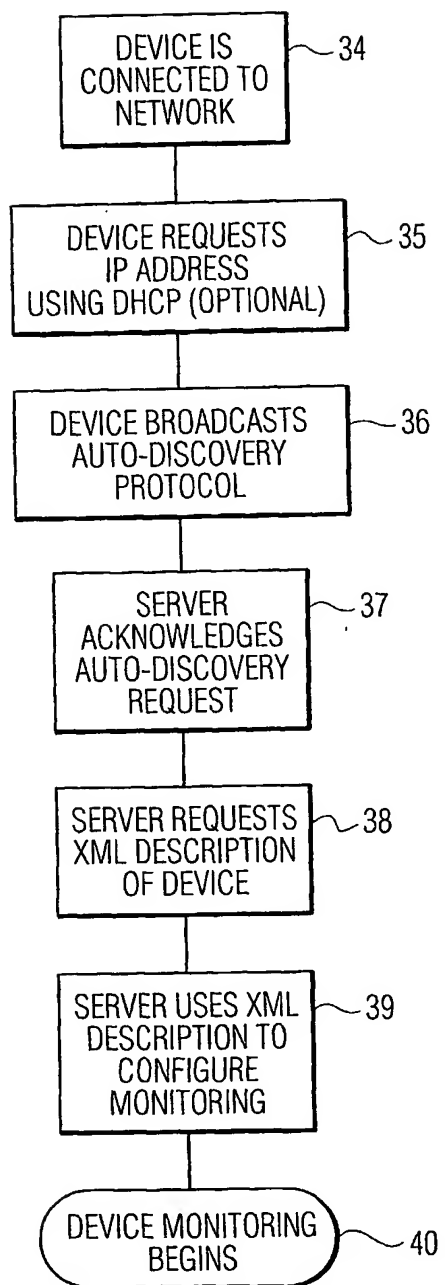 DEVICE IS
CONNECTED TO
NETWORK
34
DEVICE REQUESTS
IP ADDRESS
USING DHCP (OPTIONAL)
35
DEVICE BROADCASTS
AUTO-DISCOVERY
PROTOCOL
36
SERVER
ACKNOWLEDGES
AUTO-DISCOVERY
REQUEST
37
SERVER REQUESTS
XML DESCRIPTION
OF DEVICE
38
SERVER USES XML
DESCRIPTION TO
CONFIGURE
MONITORING
39
DEVICE MONITORING
BEGINS
40